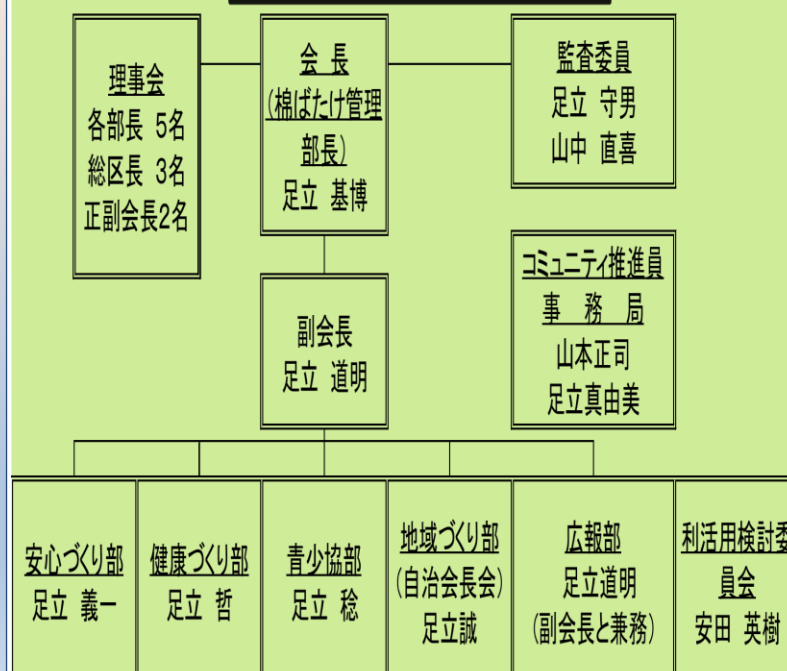 理事会
各部長 5名
総区長 3名
正副会長2名
会 長
(棉ばたけ管理
部長)
足立 基博
監査委員
足立 守男
山中 直喜
副会長
足立 道明
コミュニティ推進員
事 務 局
山本正司
足立真由美
安心づくり部
足立 義一
健康づくり部
足立 哲
青少協部
足立 稔
地域づくり部
(自治会長会)
足立誠
広報部
足立道明
(副会長と兼務)
利活用検討委
員会
安田 英樹